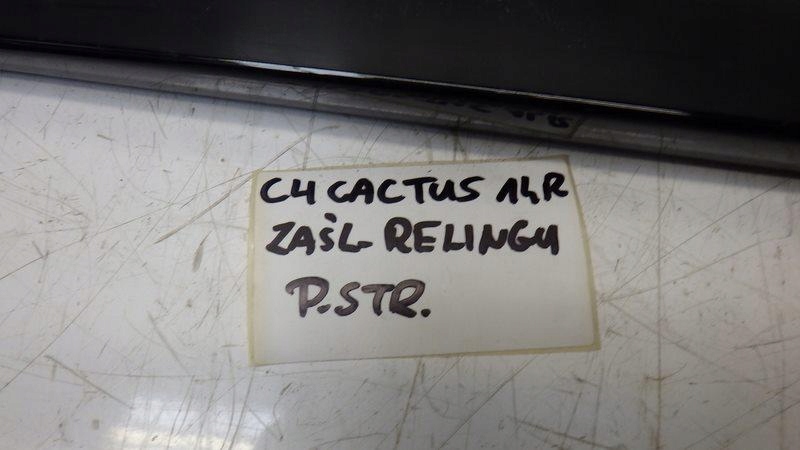 C4 CACTUS 14R
ZAŚL RELINGU
P.STR.